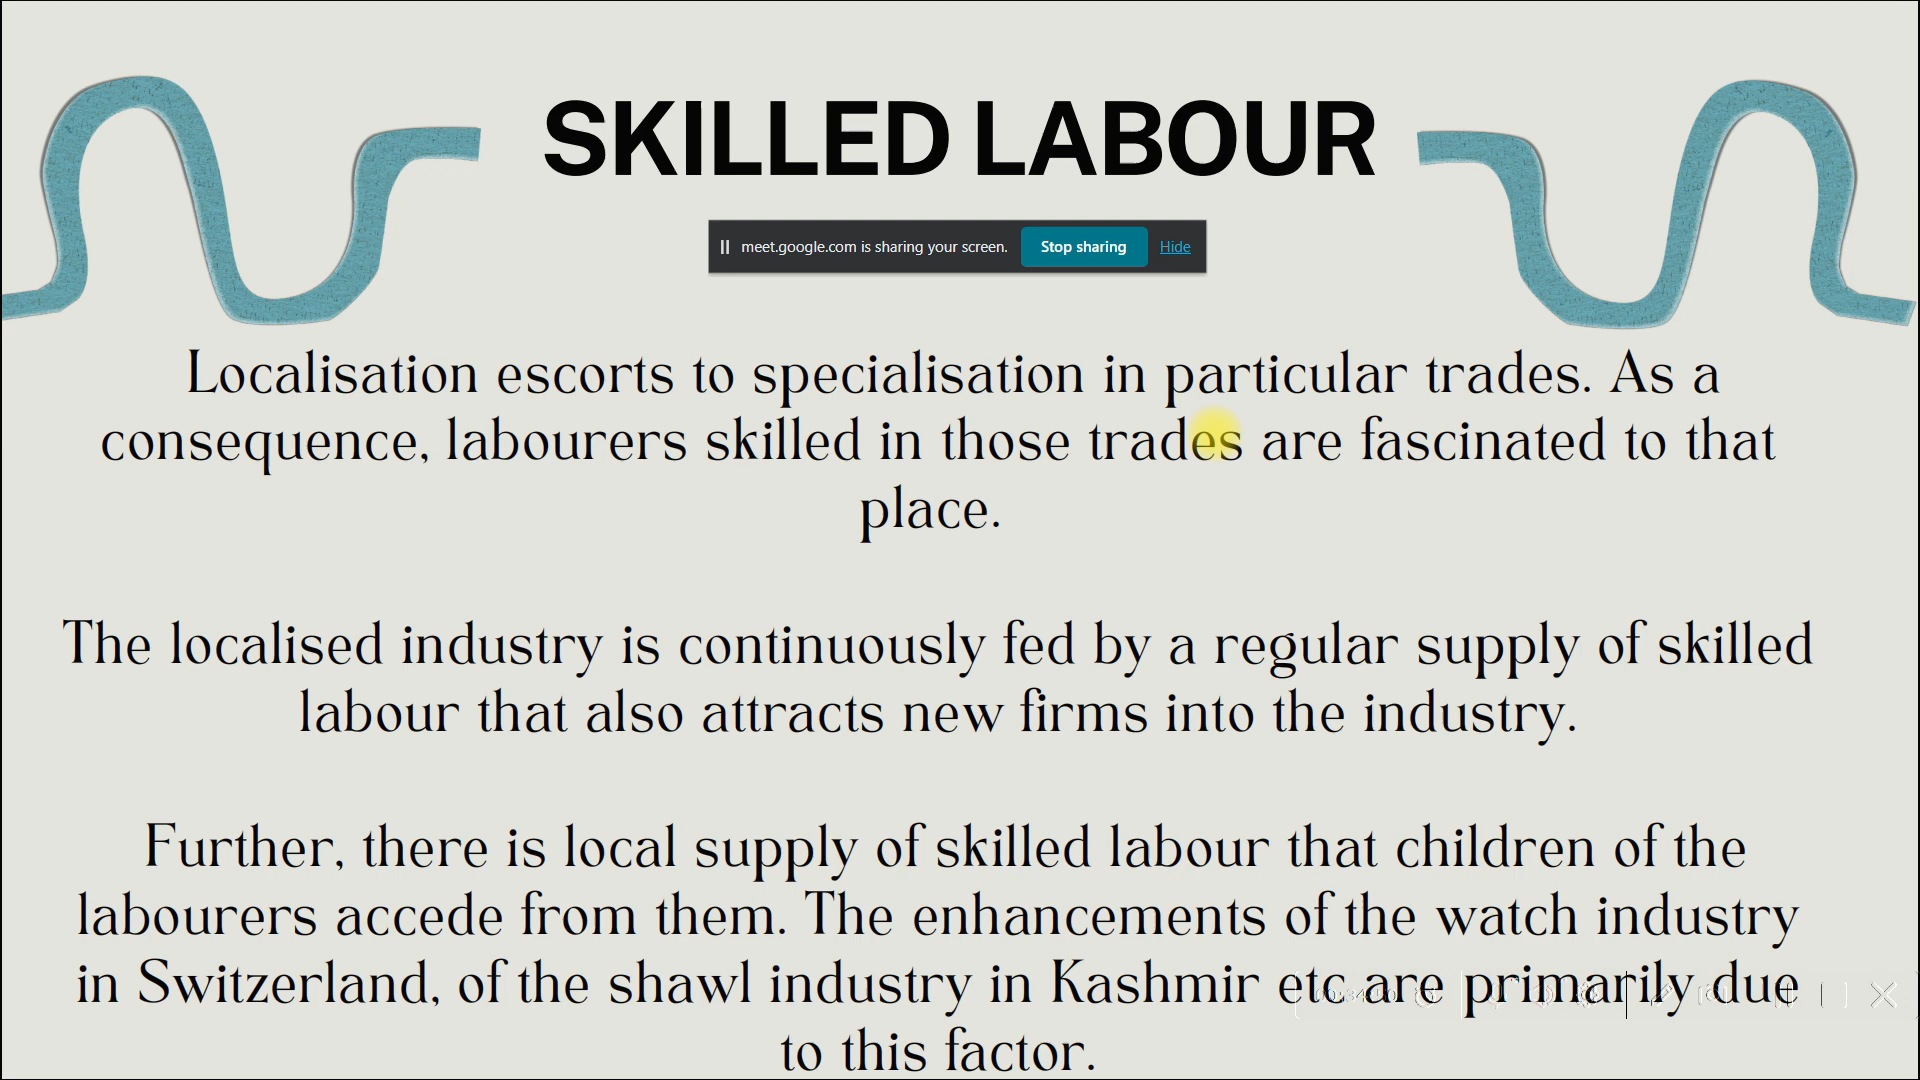 SKILLED LABOUR
meet.google.com is sharing your screen. Stop sharing Hide
Localisation escorts to specialisation in particular trades. As a
consequence, labourers skilled in those trades are fascinated to that
place.
The localised industry is continuously fed by a regular supply of skilled
labour that also attracts new firms into the industry.
Further, there is local supply of skilled labour that children of the
labourers accede from them. The enhancements of the watch industry
in Switzerland, of the shawl industry in Kashmir etc are primarily due
to this factor.